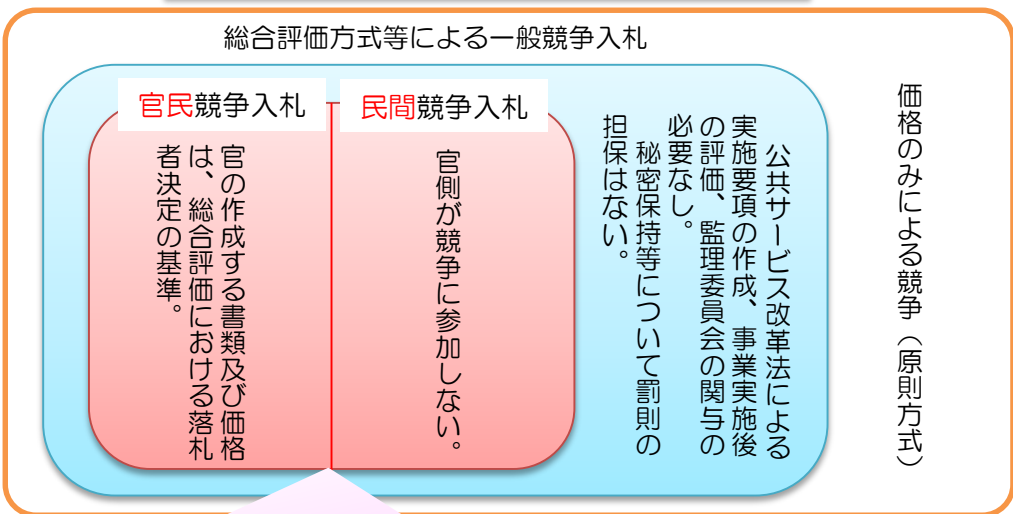 総合評価方式等による一般競争入札
価格のみによる競争（原則方式）
公共サービス改革法による
実施要項の作成、事業実施後
の評価、監理委員会の関与の
必要なし。
秘密保持等について罰則の
担保はない。
民間競争入札
官側が競争に参加しない。
官民競争入札
官の作成する書類及び価格
は、総合評価における落札
者決定の基準。